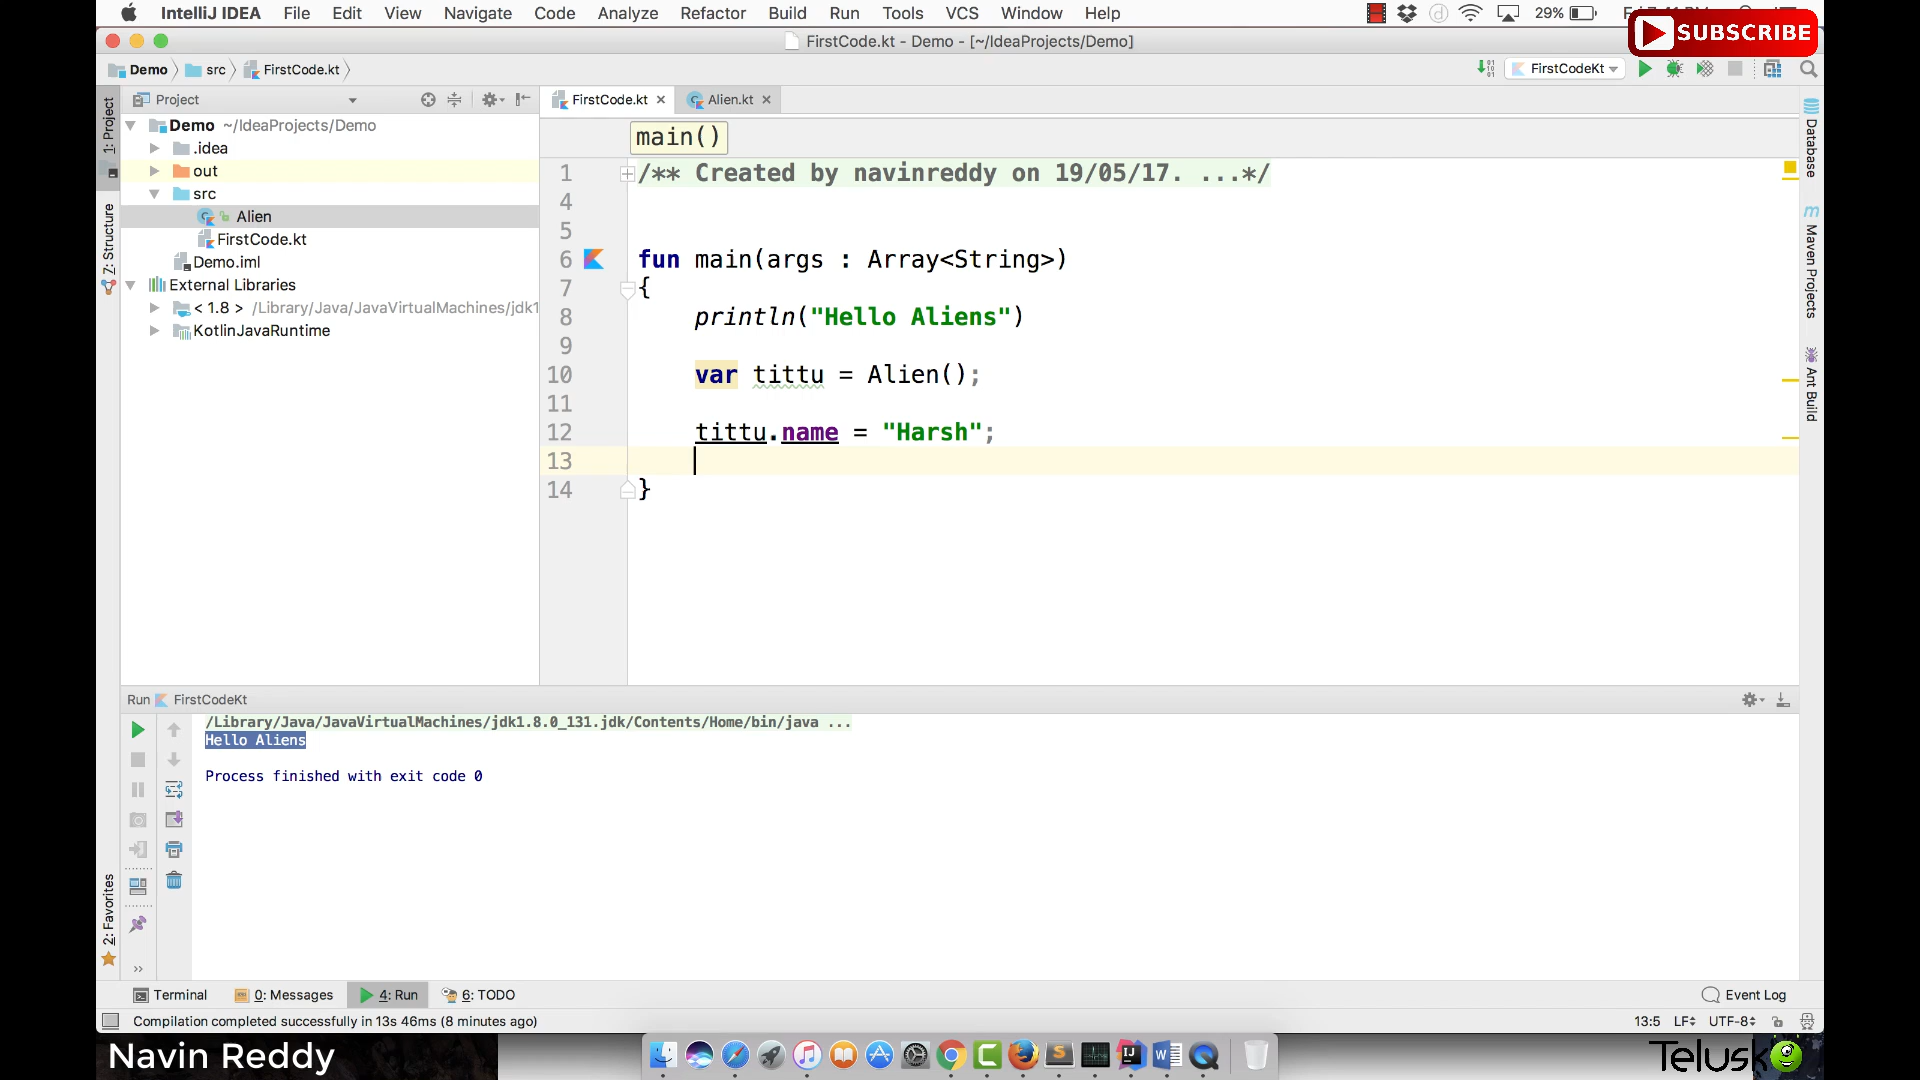 IntelliJ IDEA File Edit View Navigate Code Analyze Refactor Build Run Tools VCS Window Help 29%
SUBSCRIBE
FirstCode.kt - Demo - [~/IdeaProjects/Demo]
Demo src FirstCode.kt FirstCodeKt
Project FirstCode.kt Alien.kt
1: Project
Z: Structure
2: Favorites
Demo ~/IdeaProjects/Demo
.idea
out
src
Alien
FirstCode.kt
Demo.iml
External Libraries
< 1.8 > /Library/Java/JavaVirtualMachines/jdk1
KotlinJavaRuntime
main()
1 /** Created by navinreddy on 19/05/17. ...*/
4
5
6 fun main(args : Array<String>)
7 {
8 println("Hello Aliens")
9
10 var tittu = Alien();
11
12 tittu.name = "Harsh";
13
14 }
Database
Maven Projects
Ant Build
Run FirstCodeKt
/Library/Java/JavaVirtualMachines/jdk1.8.0_131.jdk/Contents/Home/bin/java ...
Hello Aliens
Process finished with exit code 0
Terminal 0: Messages 4: Run 6: TODO Event Log
Compilation completed successfully in 13s 46ms (8 minutes ago) 13:5 LF UTF-8
Navin Reddy
Telusko